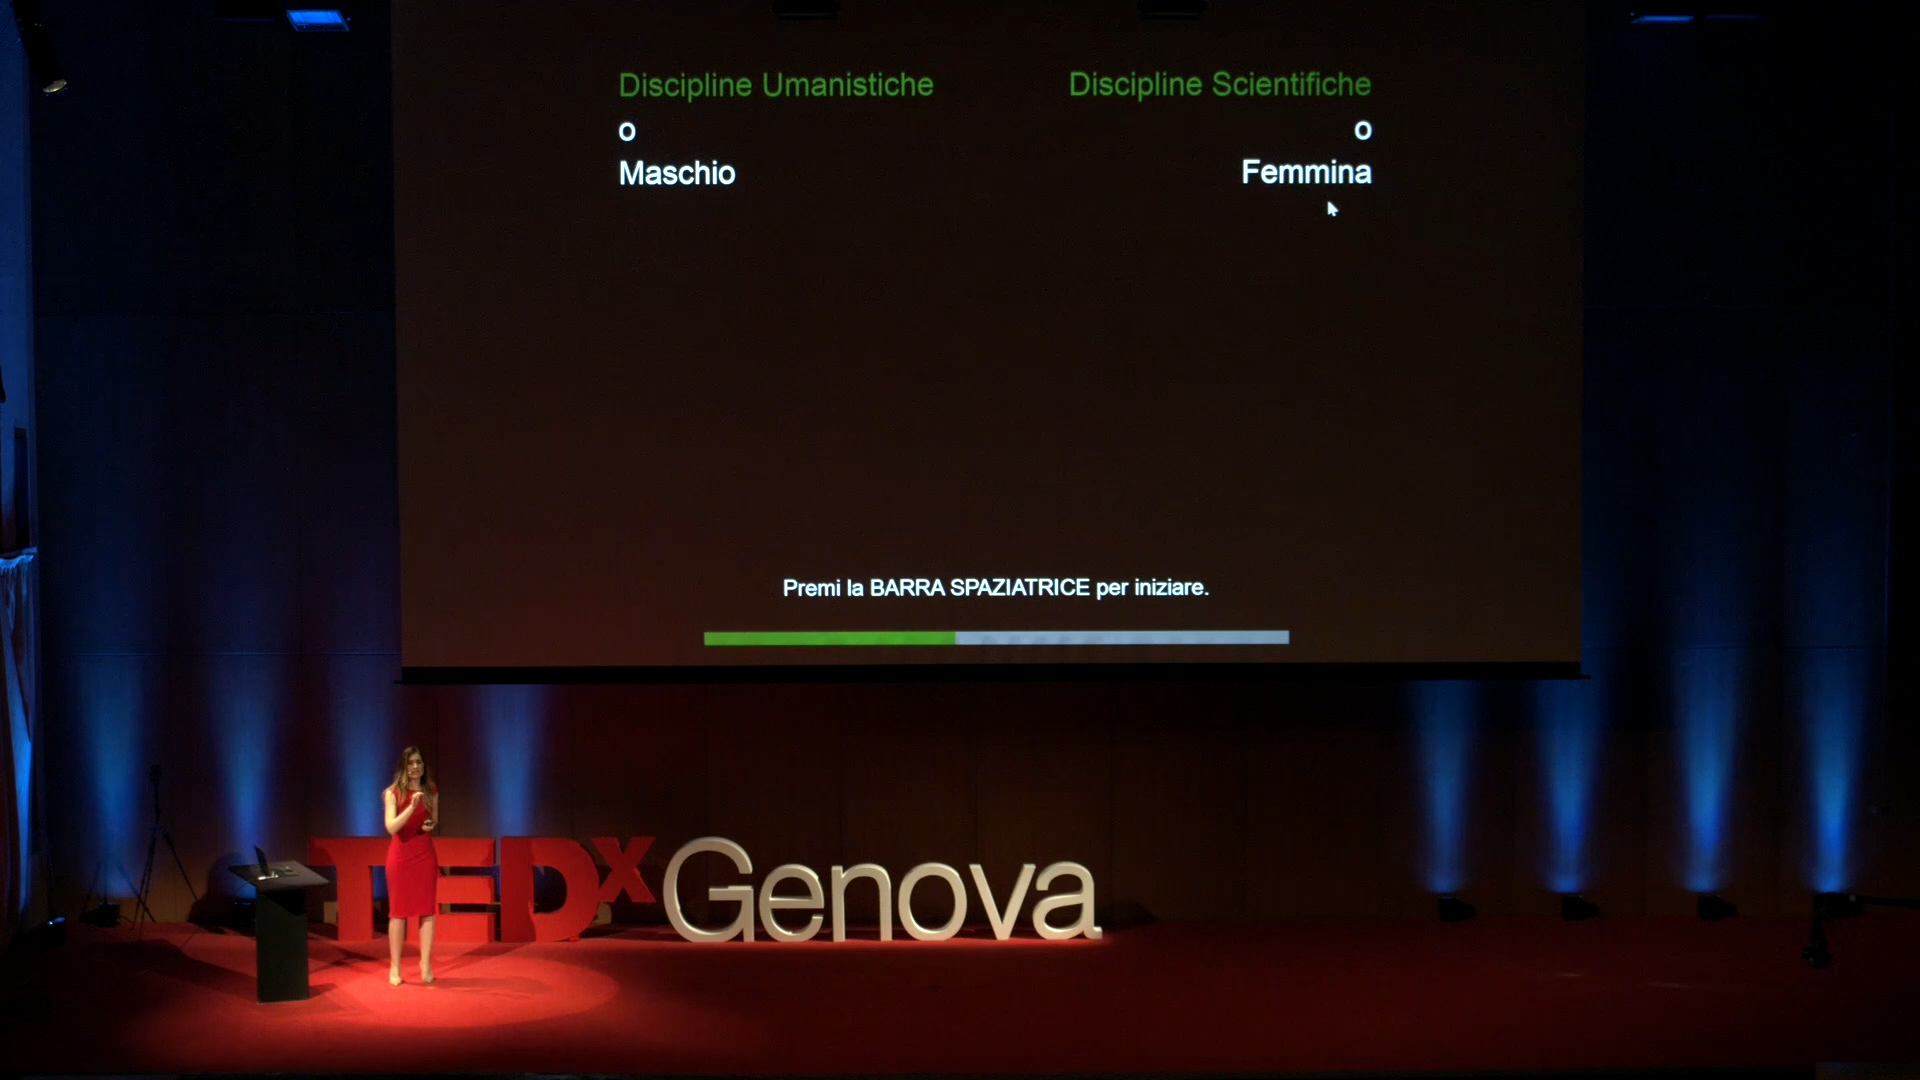 Discipline Umanistiche
o
Maschio
Discipline Scientifiche
o
Femmina
Premi la BARRA SPAZIATRICE per iniziare.
TEDxGenova